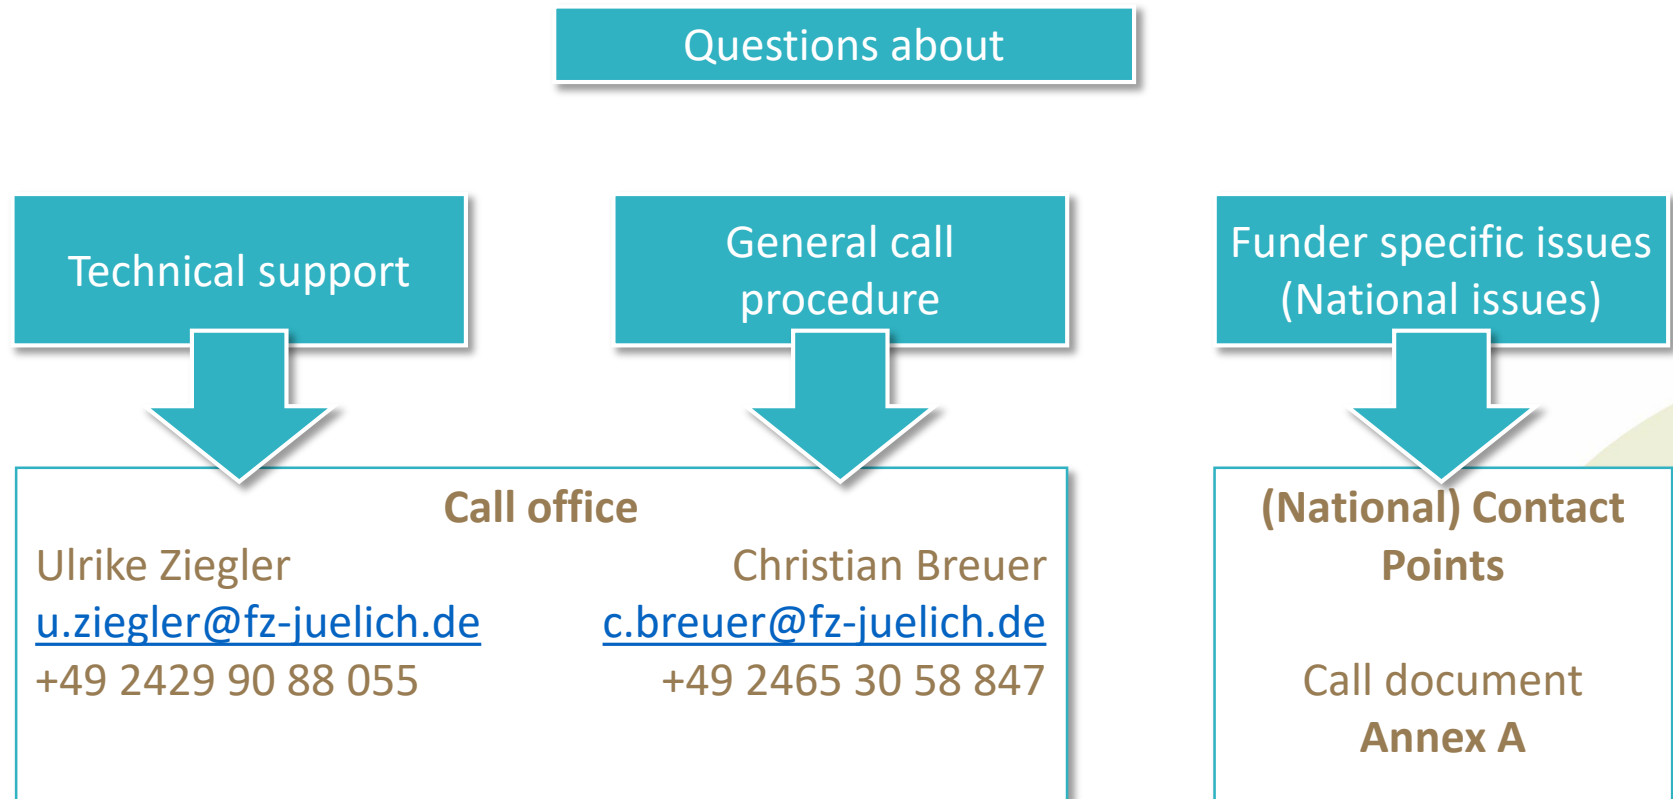 Questions about
Technical support
General call
procedure
Funder specific issues
(National issues)
Call office
Ulrike Ziegler
u.ziegler@fz-juelich.de
+49 2429 90 88 055
Christian Breuer
c.breuer@fz-juelich.de
+49 2465 30 58 847
(National) Contact
Points
Call document
Annex A